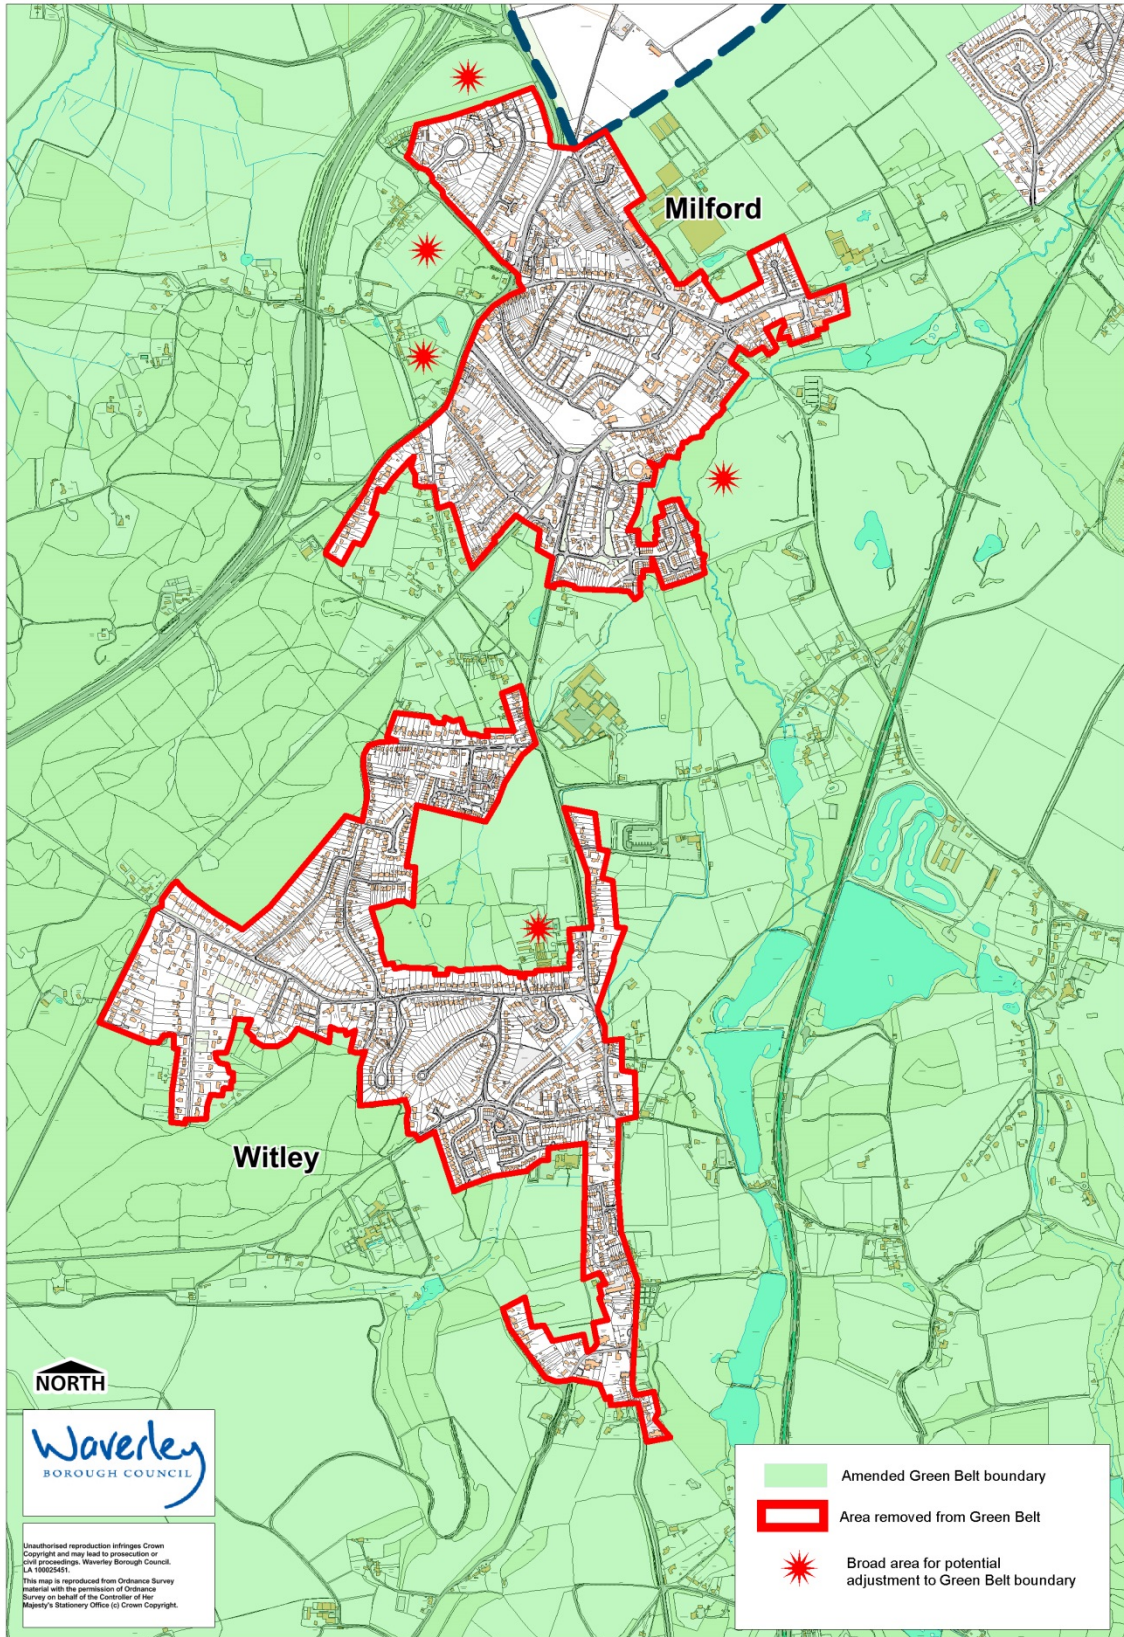 Milford
Witley
NORTH
Waverley
BOROUGH COUNCIL
Unauthorised reproduction infringes Crown
Copyright and may lead to prosecution or
civil proceedings. Waverley Borough Council.
LA 100025451.
This map is reproduced from Ordnance Survey
material with the permission of Ordnance
Survey on behalf of the Controller of Her
Majesty's Stationery Office (c) Crown Copyright.
Amended Green Belt boundary
Area removed from Green Belt
Broad area for potential
adjustment to Green Belt boundary